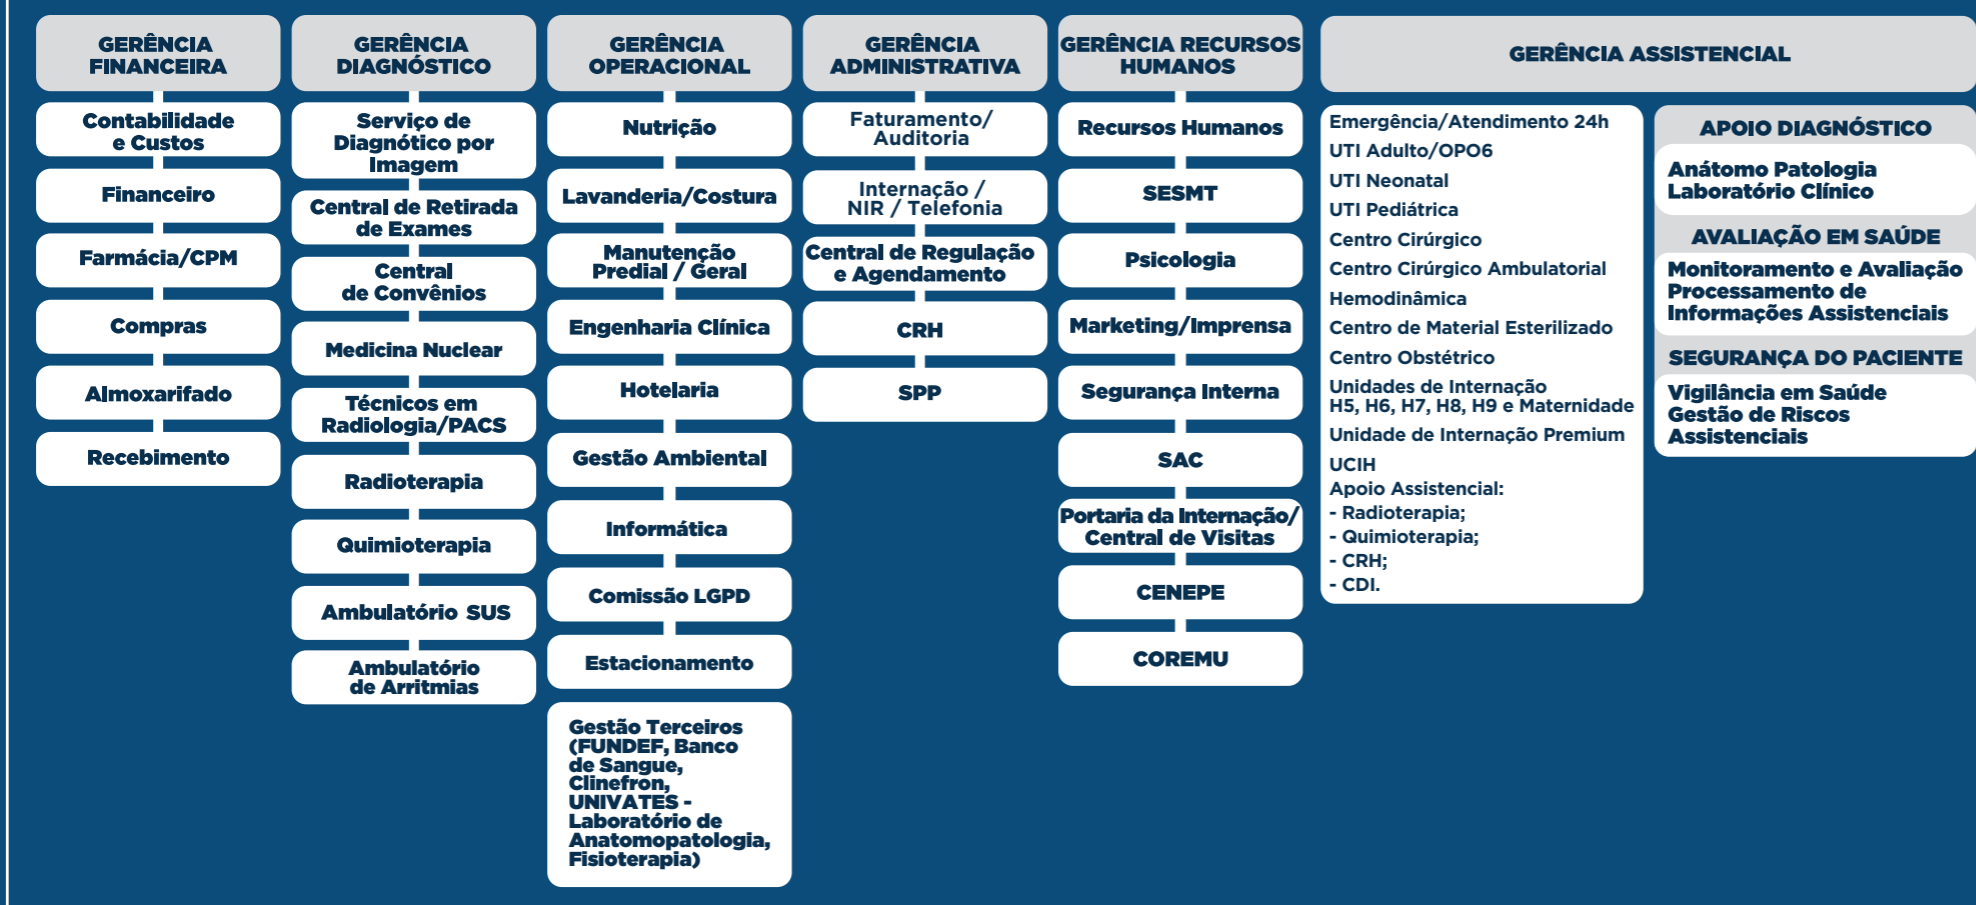 GERÊNCIA
FINANCEIRA
Contabilidade
e Custos
Financeiro
Farmácia/CPM
Compras
Almoxarifado
Recebimento
GERÊNCIA
DIAGNÓSTICO
Serviço de
Diagnótico por
Imagem
Central de Retirada
de Exames
Central
de Convênios
Medicina Nuclear
Técnicos em
Radiologia/PACS
Radioterapia
Quimioterapia
Ambulatório SUS
Ambulatório
de Arritmias
GERÊNCIA
OPERACIONAL
Nutrição
Lavanderia/Costura
Manutenção
Predial / Geral
Engenharia Clínica
Hotelaria
Gestão Ambiental
Informática
Comissão LGPD
Estacionamento
Gestão Terceiros
(FUNDEF, Banco
de Sangue,
Clinefron,
UNIVATES -
Laboratório de
Anatomopatologia,
Fisioterapia)
GERÊNCIA
ADMINISTRATIVA
Faturamento/
Auditoria
Internação /
NIR / Telefonia
Central de Regulação
e Agendamento
CRH
SPP
GERÊNCIA RECURSOS
HUMANOS
Recursos Humanos
SESMT
Psicologia
Marketing/Imprensa
Segurança Interna
SAC
Portaria da Internação/
Central de Visitas
CENEPE
COREMU
GERÊNCIA ASSISTENCIAL
Emergência/Atendimento 24h
UTI Adulto/OPO6
UTI Neonatal
UTI Pediátrica
Centro Cirúrgico
Centro Cirúrgico Ambulatorial
Hemodinâmica
Centro de Material Esterilizado
Centro Obstétrico
Unidades de Internação
H5, H6, H7, H8, H9 e Maternidade
Unidade de Internação Premium
UCIH
Apoio Assistencial:
- Radioterapia;
- Quimioterapia;
- CRH;
- CDI.
APOIO DIAGNÓSTICO
Anátomo Patologia
Laboratório Clínico
AVALIAÇÃO EM SAÚDE
Monitoramento e Avaliação
Processamento de
Informações Assistenciais
SEGURANÇA DO PACIENTE
Vigilância em Saúde
Gestão de Riscos
Assistenciais